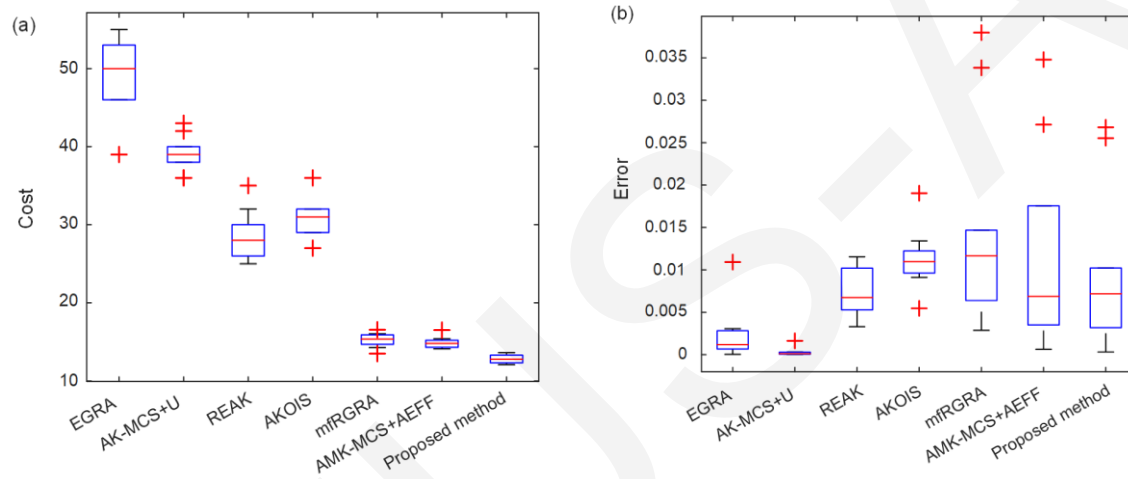 (a)
Cost
50
40
30
20
10
EGRA
AK-MCS+U
REAK
AKOIS
mfRGRA
AMK-MCS+AEFF
Proposed method
(b)
Error
0.035
0.03
0.025
0.02
0.015
0.01
0.005
0
EGRA
AK-MCS+U
REAK
AKOIS
mfRGRA
AMK-MCS+AEFF
Proposed method